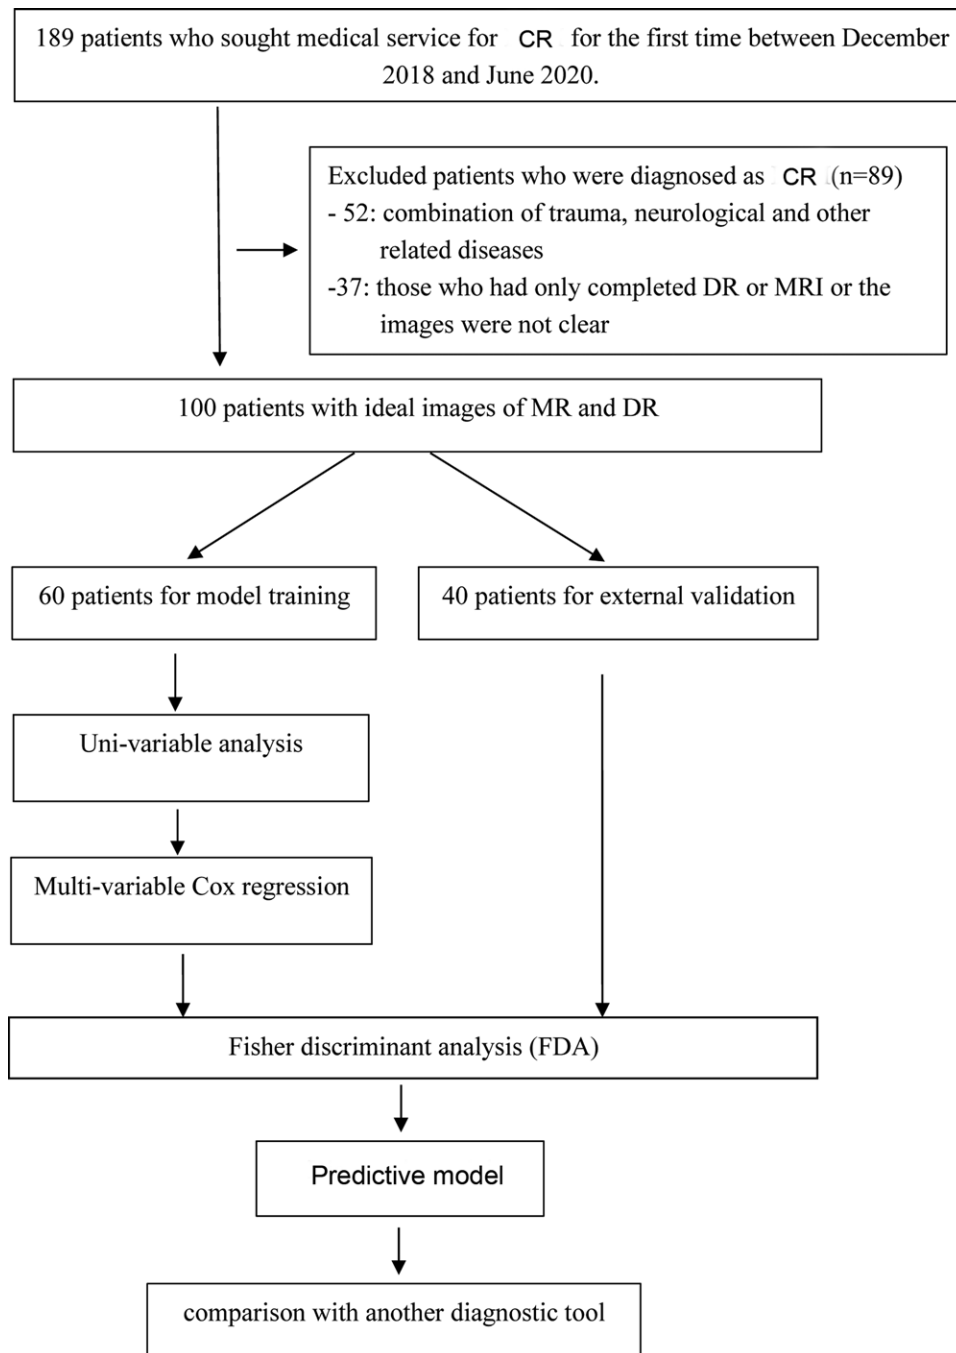 189 patients who sought medical service for CR for the first time between December
2018 and June 2020.
Excluded patients who were diagnosed as CR (n=89)
- 52: combination of trauma, neurological and other
related diseases
-37: those who had only completed DR or MRI or the
images were not clear
100 patients with ideal images of MR and DR
60 patients for model training
40 patients for external validation
Uni-variable analysis
Multi-variable Cox regression
Fisher discriminant analysis (FDA)
Predictive model
comparison with another diagnostic tool